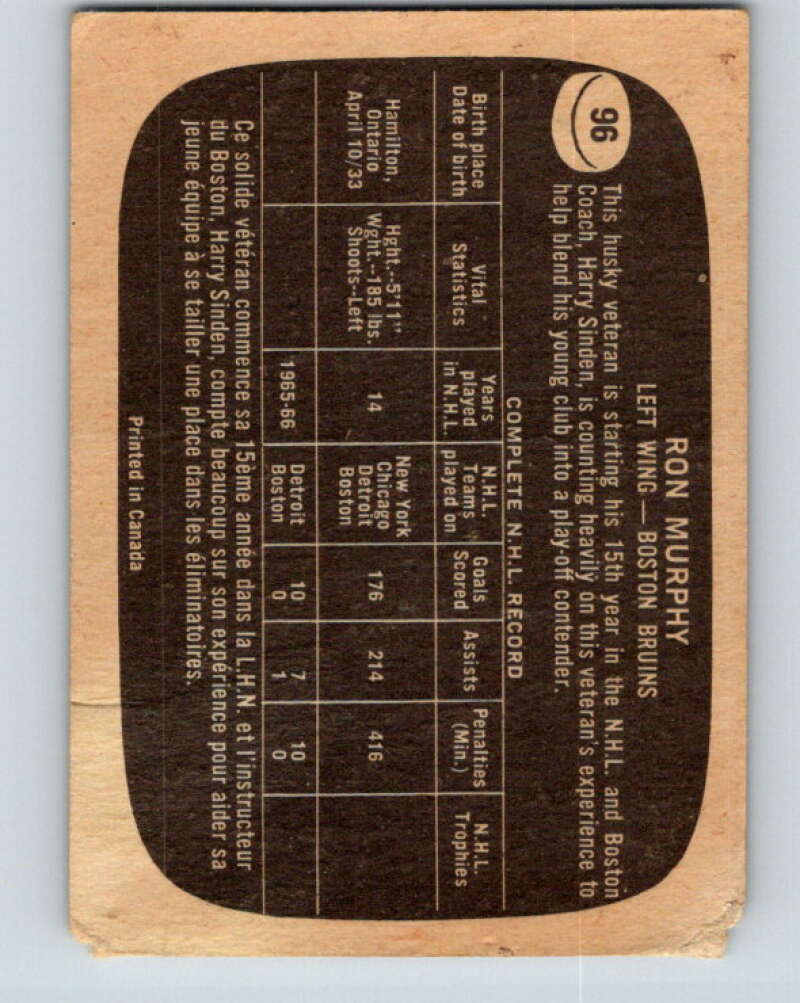 RON MURPHY
LEFT WING — BOSTON BRUINS
96
This husky veteran is starting his 15th year in the N.H.L. and Boston
Coach, Harry Sinden, is counting heavily on this veteran's experience to
help blend his young club into a play-off contender.
COMPLETE N.H.L. RECORD
Birth place
Date of birth
Vital
Statistics
Years
played
in N.H.L.
N.H.L.
Teams
played on
Goals
Scored
Assists
Penalties
(Min.)
N.H.L.
Trophies
Hamilton,
Ontario
April 10/33
Hght.--5'11"
Wght.--185 lbs.
Shoots--Left
14
New York
Chicago
Detroit
Boston
176
214
416
1965-66
Detroit 10 7 10
Boston 0 1 0
Ce solide vétéran commence sa 15ème année dans la L.H.N. et l'instructeur
du Boston, Harry Sinden, compte beaucoup sur son expérience pour aider sa
jeune équipe à se tailler une place dans les éliminatoires.
Printed in Canada